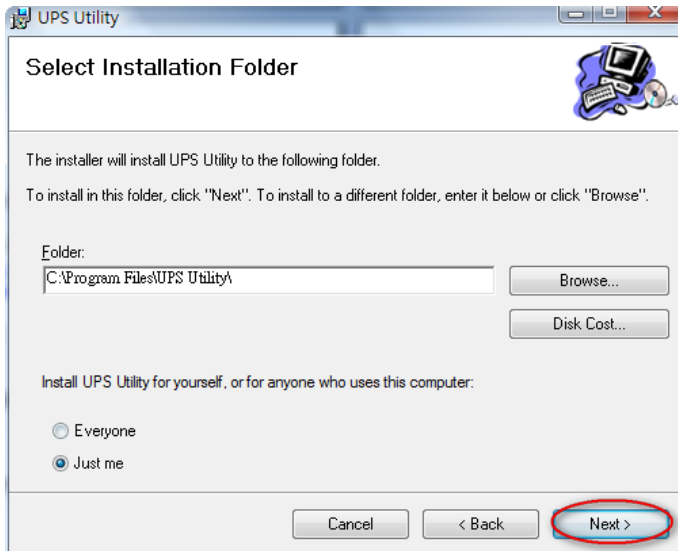 UPS Utility
Select Installation Folder
The installer will install UPS Utility to the following folder.
To install in this folder, click "Next". To install to a different folder, enter it below or click "Browse".
Folder:
C:\Program Files\UPS Utility\
Browse...
Disk Cost...
Install UPS Utility for yourself, or for anyone who uses this computer:
Everyone
Just me
Cancel
< Back
Next >